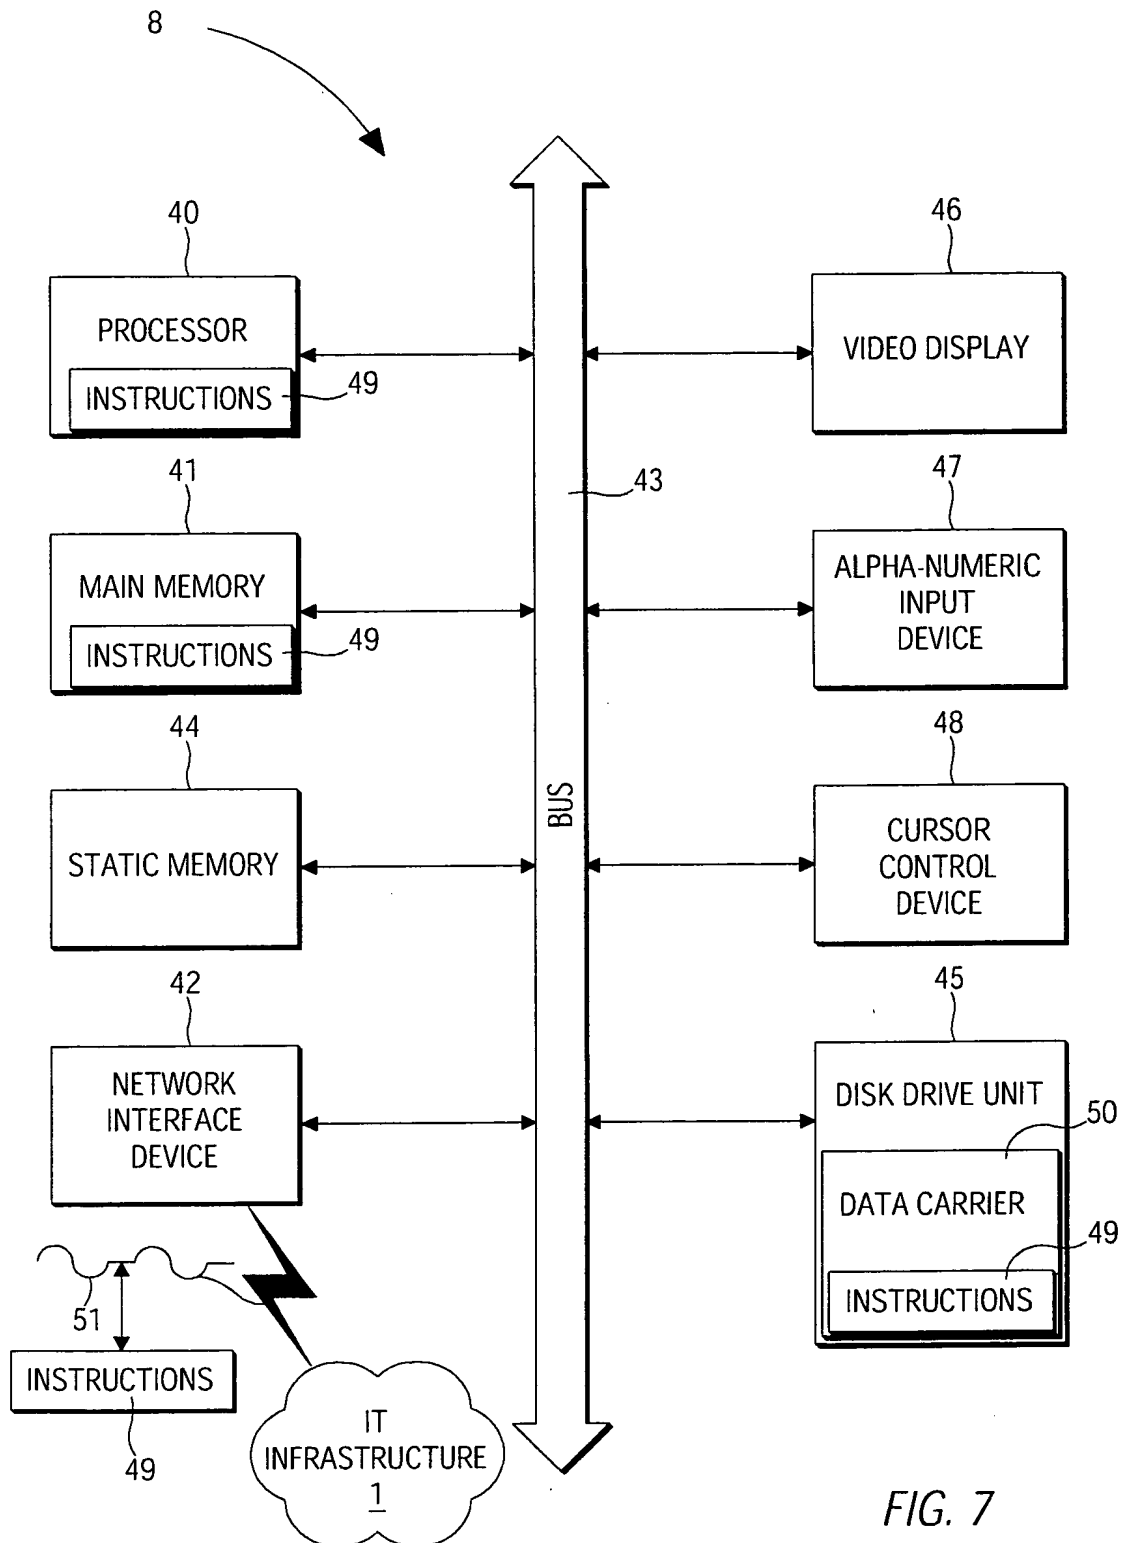 8
40
PROCESSOR
INSTRUCTIONS
49
41
MAIN MEMORY
INSTRUCTIONS
49
44
STATIC MEMORY
42
NETWORK
INTERFACE
DEVICE
51
INSTRUCTIONS
49
IT
INFRASTRUCTURE
1
43
BUS
46
VIDEO DISPLAY
47
ALPHA-NUMERIC
INPUT
DEVICE
48
CURSOR
CONTROL
DEVICE
45
DISK DRIVE UNIT
50
DATA CARRIER
49
INSTRUCTIONS
FIG. 7